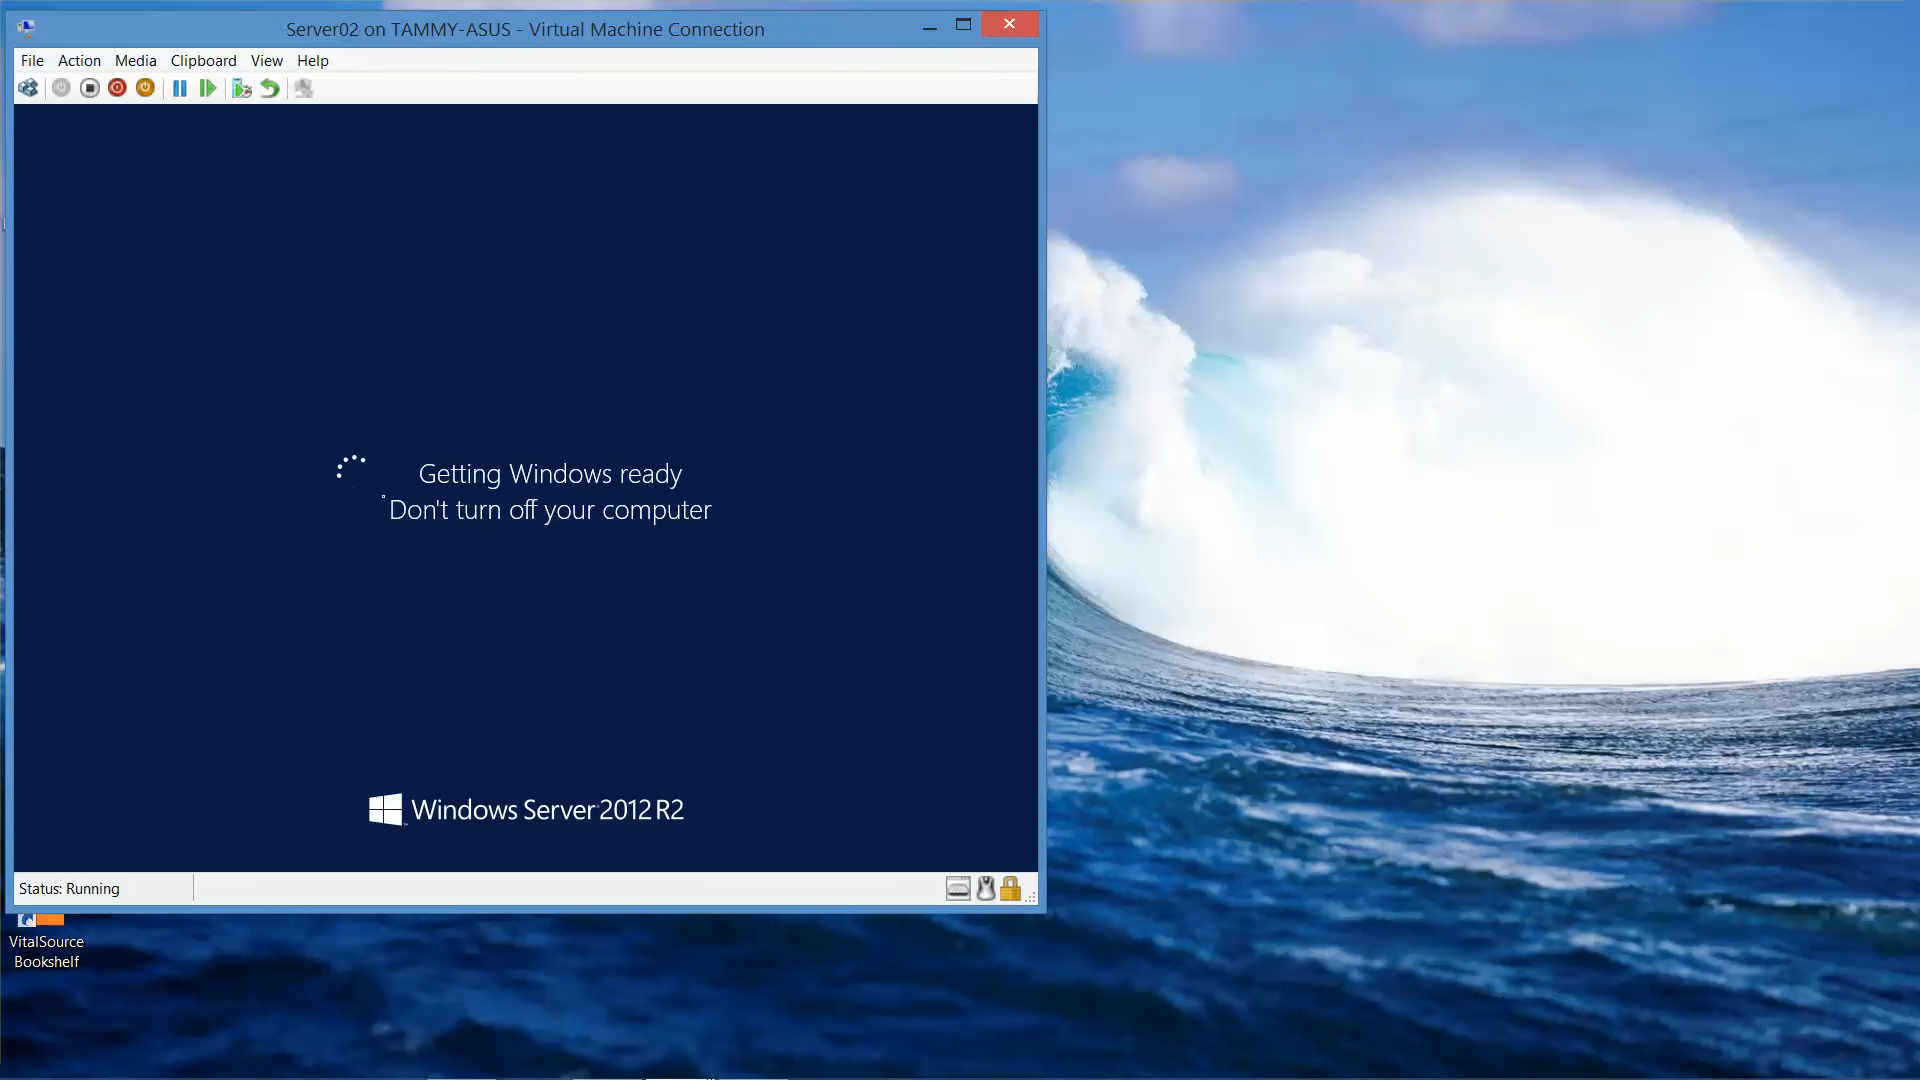 Server02 on TAMMY-ASUS - Virtual Machine Connection
File Action Media Clipboard View Help
Getting Windows ready
Don't turn off your computer
Windows Server 2012 R2
Status: Running
VitalSource
Bookshelf